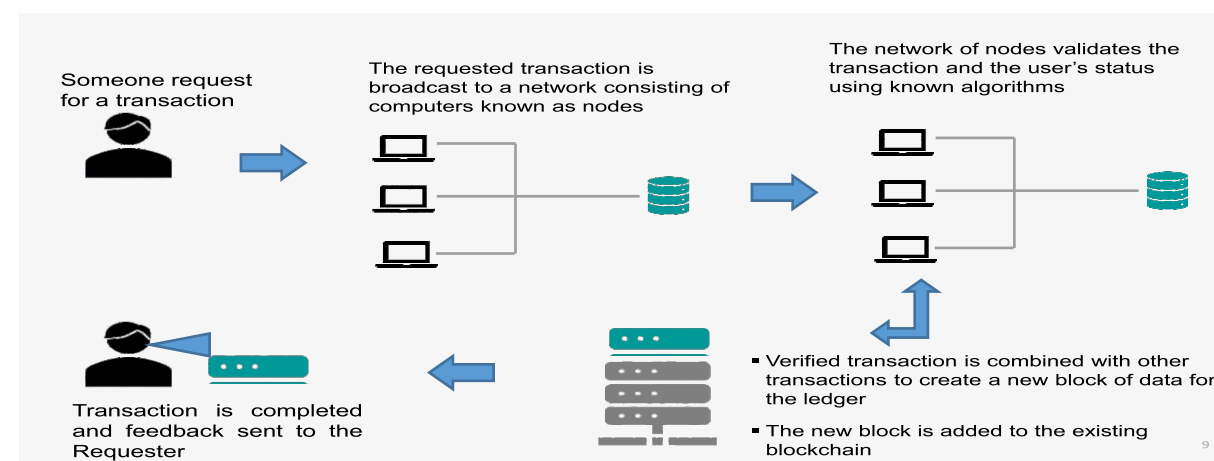 Someone request
for a transaction
The requested transaction is
broadcast to a network consisting of
computers known as nodes
The network of nodes validates the
transaction and the user's status
using known algorithms
▪ Verified transaction is combined with other
transactions to create a new block of data for
the ledger
▪ The new block is added to the existing
blockchain
Transaction is completed
and feedback sent to the
Requester
9